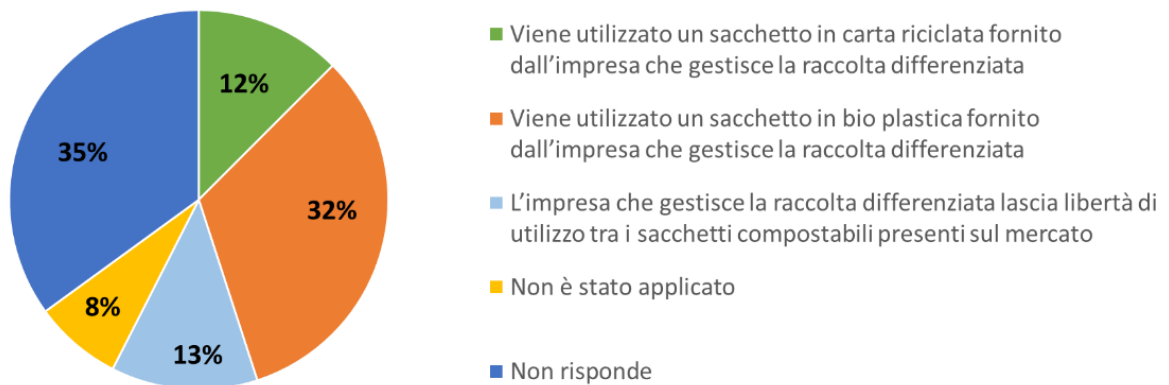 12%
35%
32%
8%
13%
Viene utilizzato un sacchetto in carta riciclata fornito
dall'impresa che gestisce la raccolta differenziata
Viene utilizzato un sacchetto in bio plastica fornito
dall'impresa che gestisce la raccolta differenziata
L'impresa che gestisce la raccolta differenziata lascia libertà di
utilizzo tra i sacchetti compostabili presenti sul mercato
Non è stato applicato
Non risponde